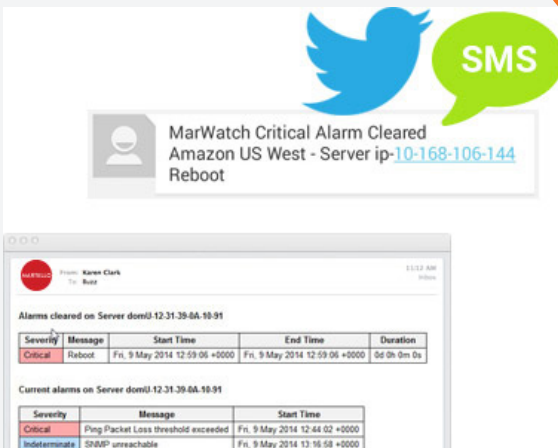 SMS
MarWatch Critical Alarm Cleared
Amazon US West - Server ip-10-168-106-144
Reboot
MARTELLO
From: Karen Clark
To: Buzz
11:12 AM
Inbox
Alarms cleared on Server domU-12-31-39-0A-10-91
Severity Message Start Time End Time Duration
Critical Reboot Fri, 9 May 2014 12:59:06 +0000 Fri, 9 May 2014 12:59:06 +0000 0d 0h 0m 0s
Current alarms on Server domU-12-31-39-0A-10-91
Severity Message Start Time
Critical Ping Packet Loss threshold exceeded Fri, 9 May 2014 12:44:02 +0000
Indeterminate SNMP unreachable Fri, 9 May 2014 13:16:58 +0000